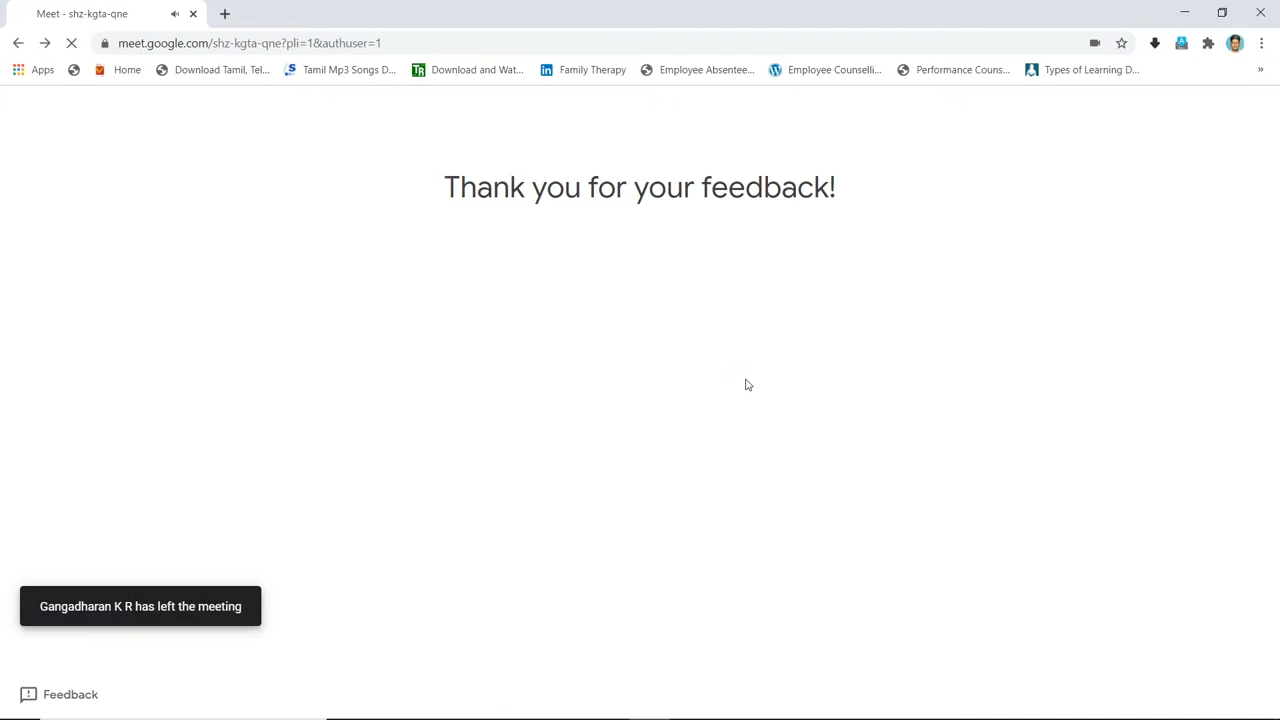 Meet - shz-kgta-qne
meet.google.com/shz-kgta-qne?pli=1&authuser=1
Apps Home Download Tamil, Tel... Tamil Mp3 Songs D... TR Download and Wat... in Family Therapy Employee Absentee... Employee Counselli... Performance Couns... Types of Learning D... »
Thank you for your feedback!
Gangadharan K R has left the meeting
Feedback